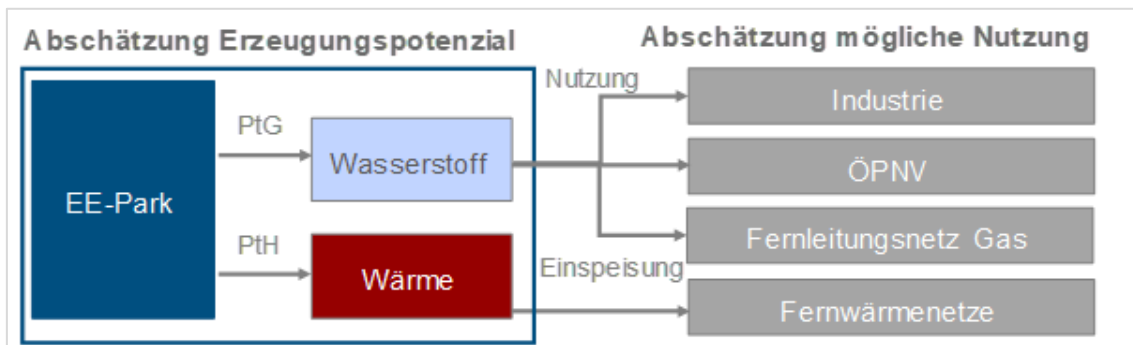 Abschätzung Erzeugungspotenzial
Abschätzung mögliche Nutzung
EE-Park
PtG
Wasserstoff
PtH
Wärme
Nutzung
Einspeisung
Industrie
ÖPNV
Fernleitungsnetz Gas
Fernwärmenetze